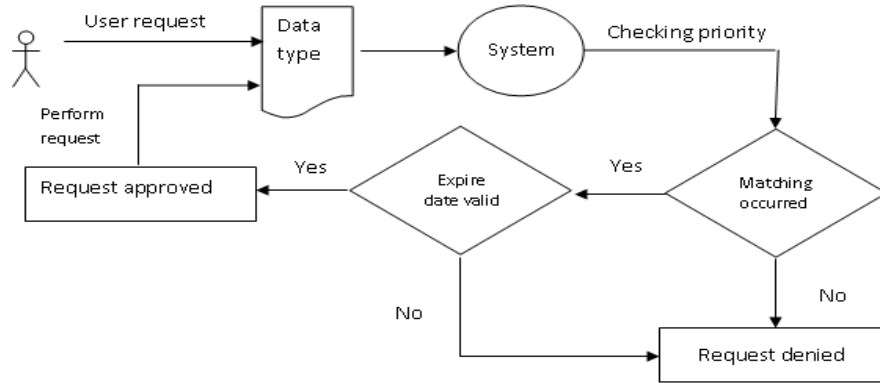 User request
Data
type
System
Checking priority
Perform
request
Request approved
Yes
Expire
date valid
Yes
Matching
occurred
No
No
Request denied